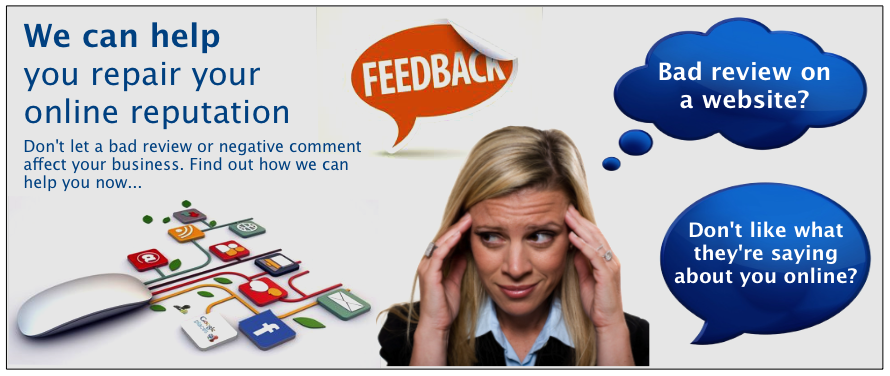 We can help
you repair your
online reputation
Don't let a bad review or negative comment
affect your business. Find out how we can
help you now...
FEEDBACK
Bad review on
a website?
Don't like what
they're saying
about you online?
Google